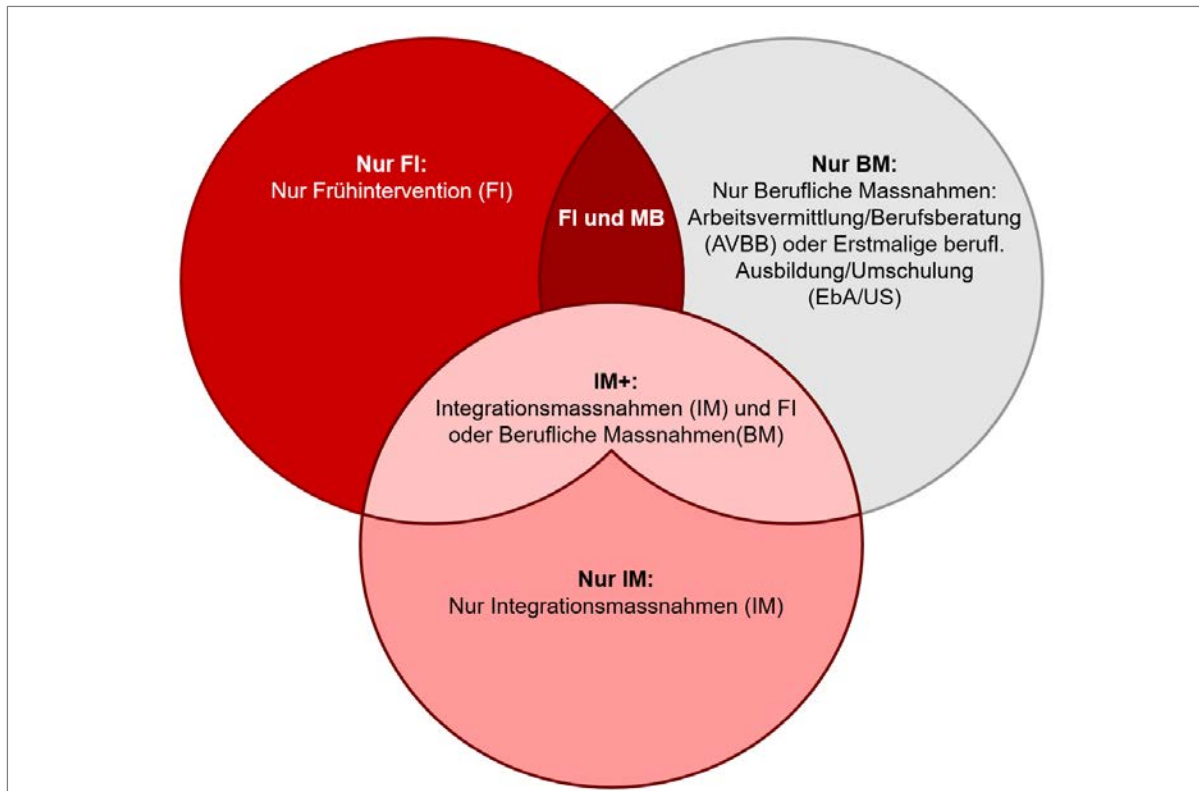 Nur FI:
Nur Frühintervention (FI)
FI und MB
Nur BM:
Nur Berufliche Massnahmen:
Arbeitsvermittlung/Berufsberatung
(AVBB) oder Erstmalige berufl.
Ausbildung/Umschulung
(EbA/US)
IM+:
Integrationsmassnahmen (IM) und FI
oder Berufliche Massnahmen(BM)
Nur IM:
Nur Integrationsmassnahmen (IM)